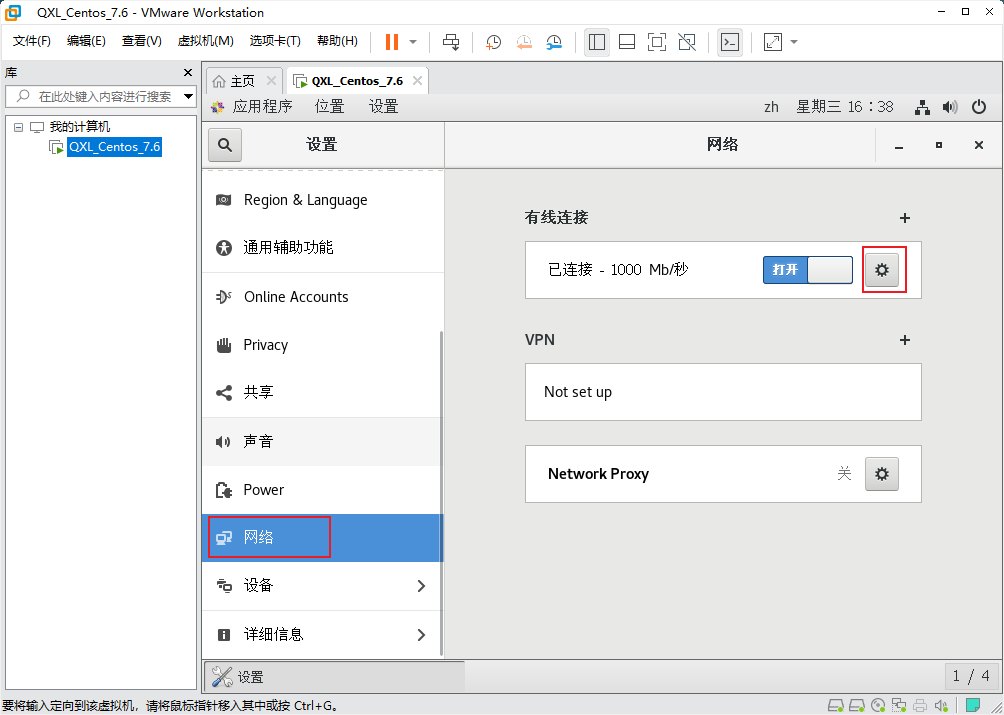 QXL_Centos_7.6 - VMware Workstation
文件(F) 编辑(E) 查看(V) 虚拟机(M) 选项卡(T) 帮助(H)
库
在此处键入内容进行搜索
我的计算机
QXL_Centos_7.6
主页 QXL_Centos_7.6
应用程序 位置 设置 zh 星期三 16：38
设置 网络
Region & Language
通用辅助功能
Online Accounts
Privacy
共享
声音
Power
网络
设备
详细信息
有线连接
已连接 - 1000 Mb/秒 打开
VPN
Not set up
Network Proxy 关
设置 1 / 4
要将输入定向到该虚拟机，请将鼠标指针移入其中或按 Ctrl+G。